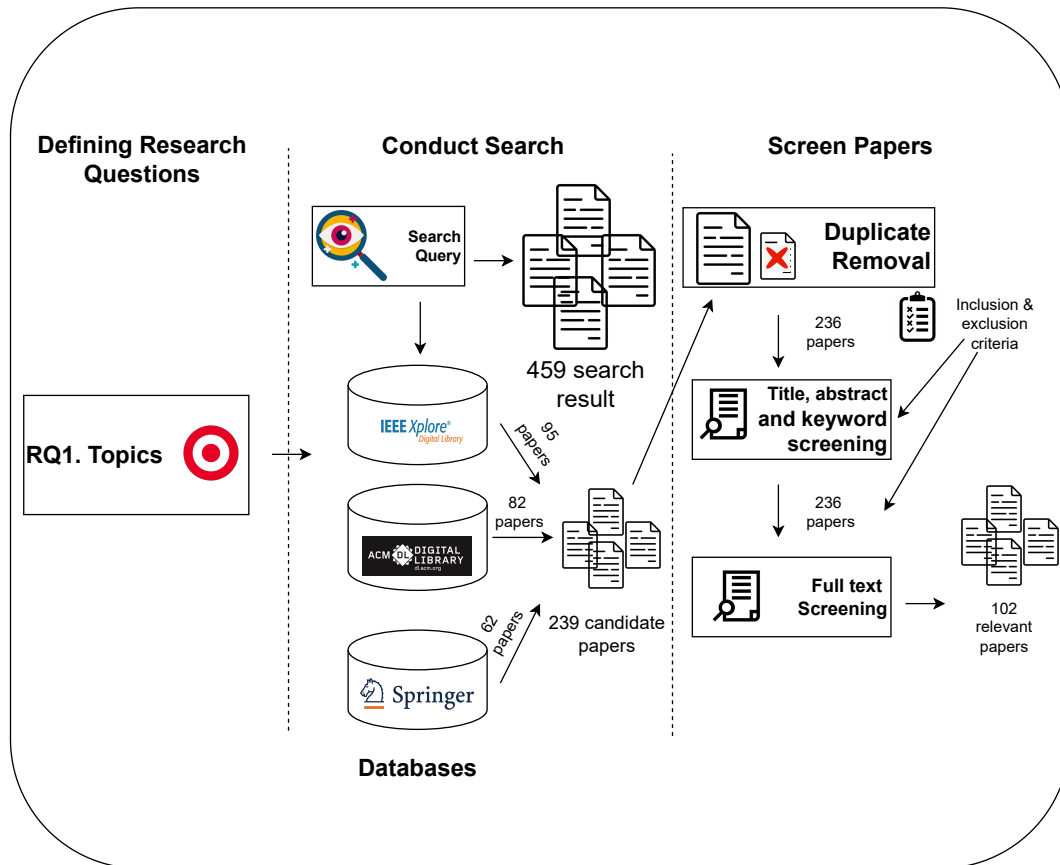 Defining Research
Questions
RQ1. Topics
Conduct Search
Search
Query
459 search
result
IEEE Xplore®
Digital Library
95
papers
ACM DL DIGITAL
LIBRARY
dl.acm.org
82
papers
Springer
62
papers
239 candidate
papers
Databases
Screen Papers
Duplicate
Removal
236
papers
Inclusion &
exclusion
criteria
Title, abstract
and keyword
screening
236
papers
Full text
Screening
102
relevant
papers